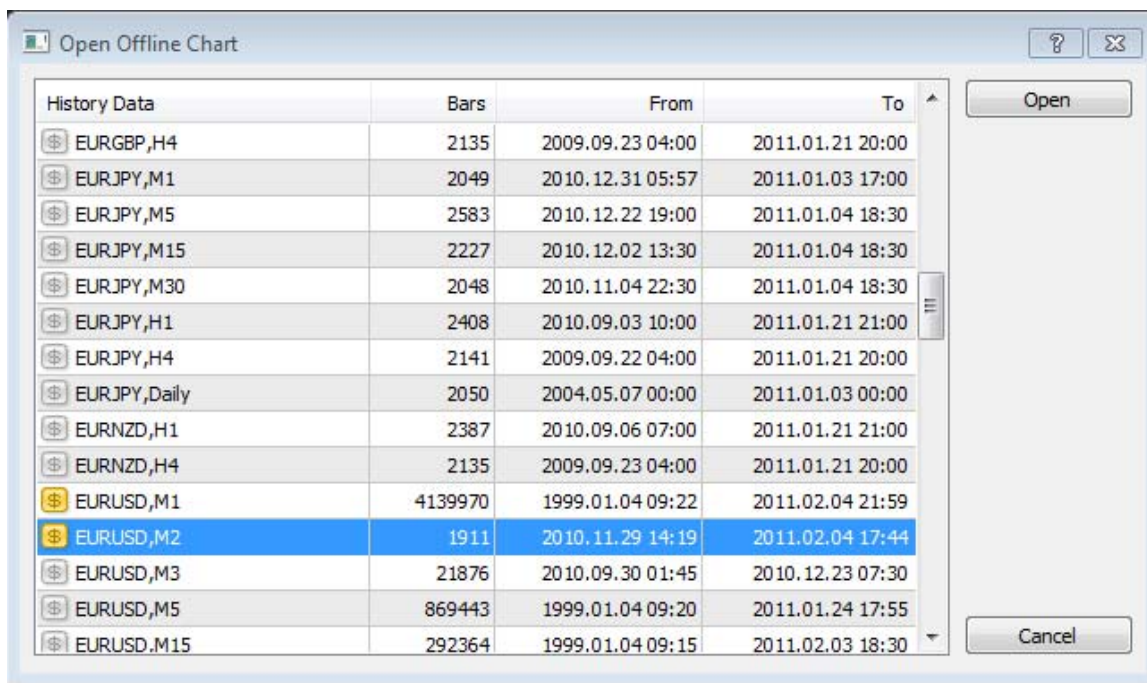 Open Offline Chart
History Data Bars From To Open
EURGBP,H4 2135 2009.09.23 04:00 2011.01.21 20:00
EURJPY,M1 2049 2010.12.31 05:57 2011.01.03 17:00
EURJPY,M5 2583 2010.12.22 19:00 2011.01.04 18:30
EURJPY,M15 2227 2010.12.02 13:30 2011.01.04 18:30
EURJPY,M30 2048 2010.11.04 22:30 2011.01.04 18:30
EURJPY,H1 2408 2010.09.03 10:00 2011.01.21 21:00
EURJPY,H4 2141 2009.09.22 04:00 2011.01.21 20:00
EURJPY,Daily 2050 2004.05.07 00:00 2011.01.03 00:00
EURNZD,H1 2387 2010.09.06 07:00 2011.01.21 21:00
EURNZD,H4 2135 2009.09.23 04:00 2011.01.21 20:00
EURUSD,M1 4139970 1999.01.04 09:22 2011.02.04 21:59
EURUSD,M2 1911 2010.11.29 14:19 2011.02.04 17:44
EURUSD,M3 21876 2010.09.30 01:45 2010.12.23 07:30
EURUSD,M5 869443 1999.01.04 09:20 2011.01.24 17:55
EURUSD,M15 292364 1999.01.04 09:15 2011.02.03 18:30 Cancel